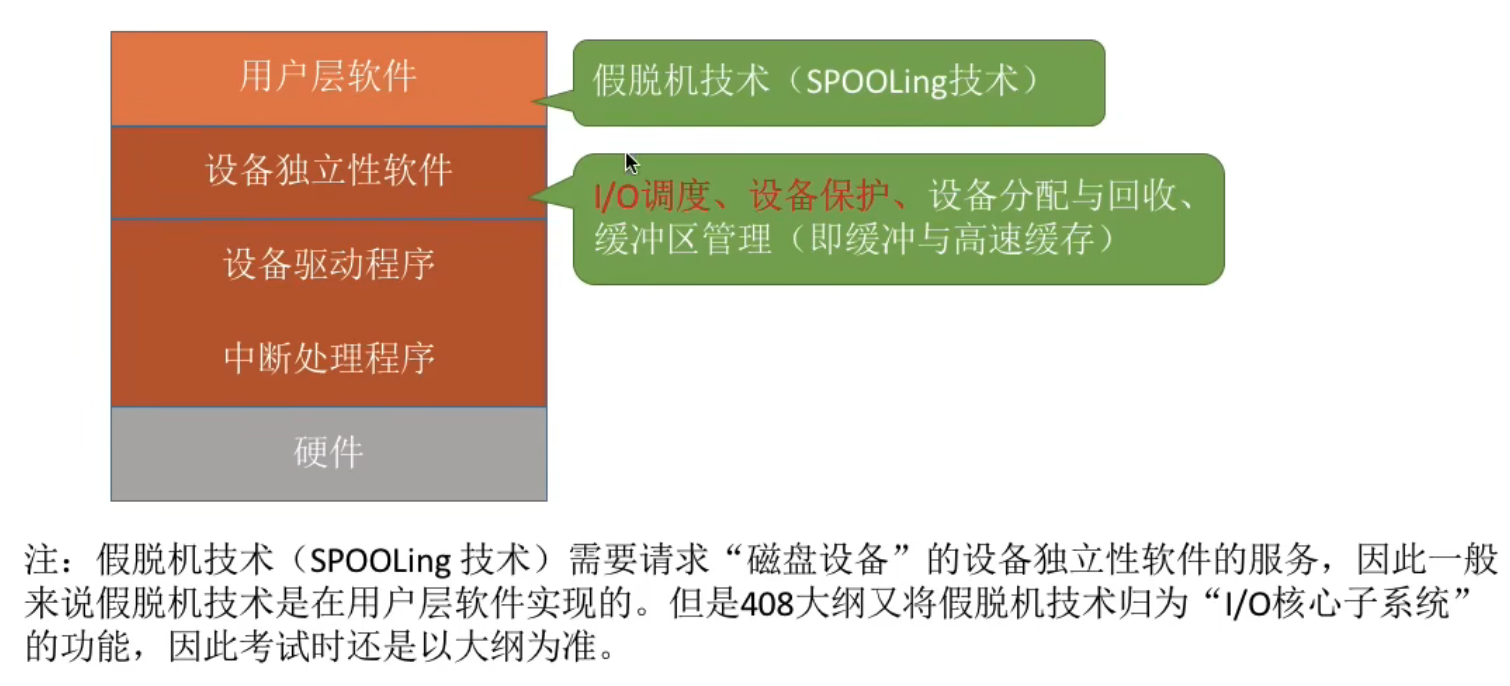 用户层软件
假脱机技术（SPOOLing技术）
设备独立性软件
I/O调度、设备保护、设备分配与回收、
缓冲区管理（即缓冲与高速缓存）
设备驱动程序
中断处理程序
硬件
注：假脱机技术（SPOOLing 技术）需要请求“磁盘设备”的设备独立性软件的服务，因此一般
来说假脱机技术是在用户层软件实现的。但是408大纲又将假脱机技术归为“I/O核心子系统”
的功能，因此考试时还是以大纲为准。